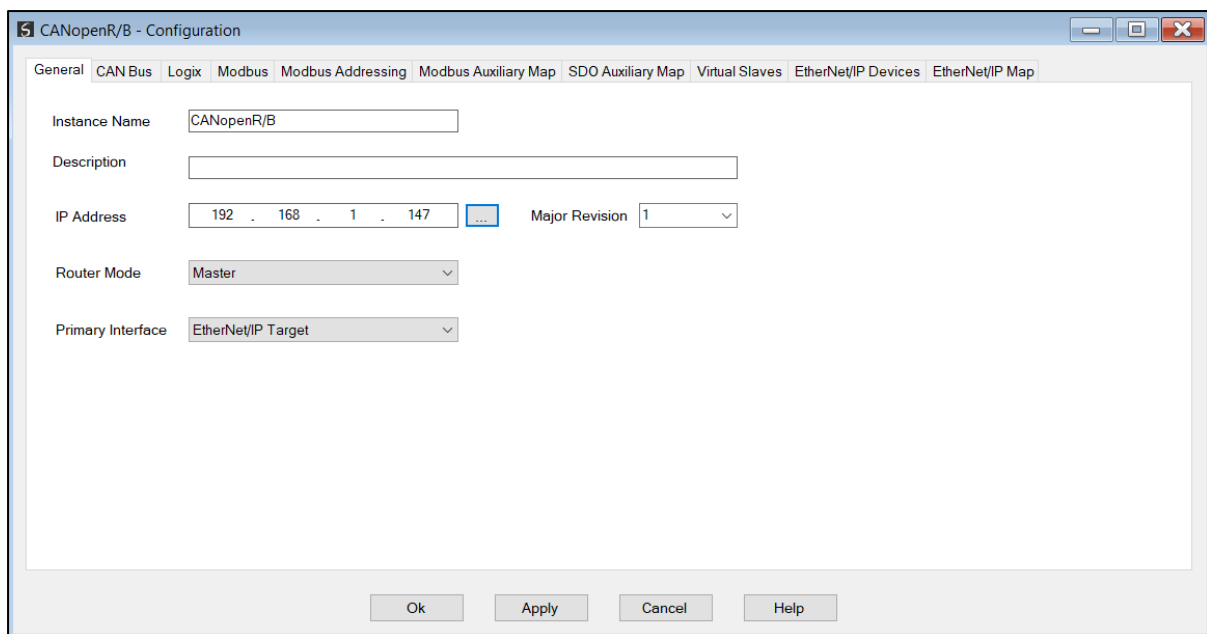 CANopenR/B - Configuration
General CAN Bus Logix Modbus Modbus Addressing Modbus Auxiliary Map SDO Auxiliary Map Virtual Slaves EtherNet/IP Devices EtherNet/IP Map
Instance Name CANopenR/B
Description
IP Address 192 . 168 . 1 . 147 ... Major Revision 1
Router Mode Master
Primary Interface EtherNet/IP Target
Ok Apply Cancel Help